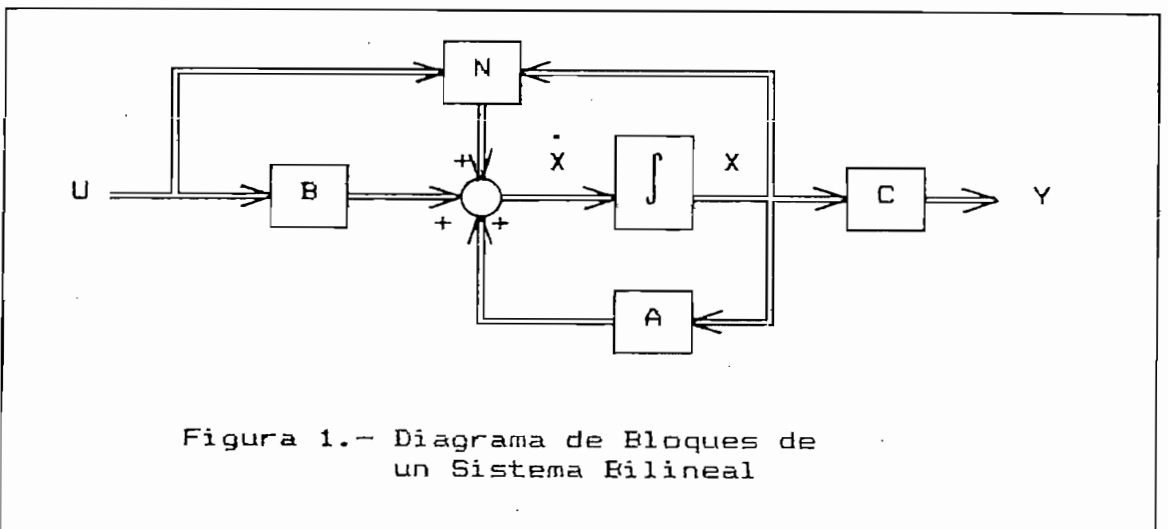 N
+
Ẋ
∫
X
U
B
C
Y
+ +
A
Figura 1.- Diagrama de Bloques de
un Sistema Bilineal